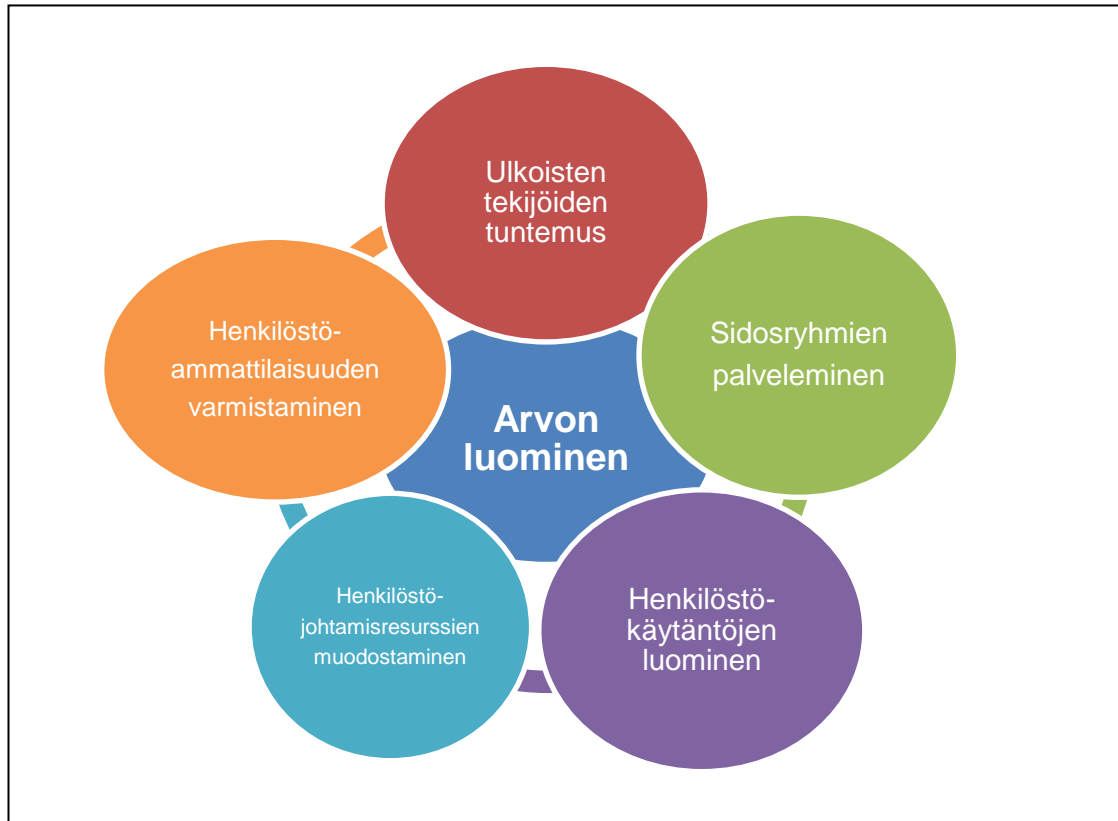 Ulkoisten
tekijöiden
tuntemus
Sidosryhmien
palveleminen
Henkilöstö-
käytäntöjen
luominen
Henkilöstö-
johtamisresurssien
muodostaminen
Henkilöstö-
ammattilaisuuden
varmistaminen
Arvon
luominen